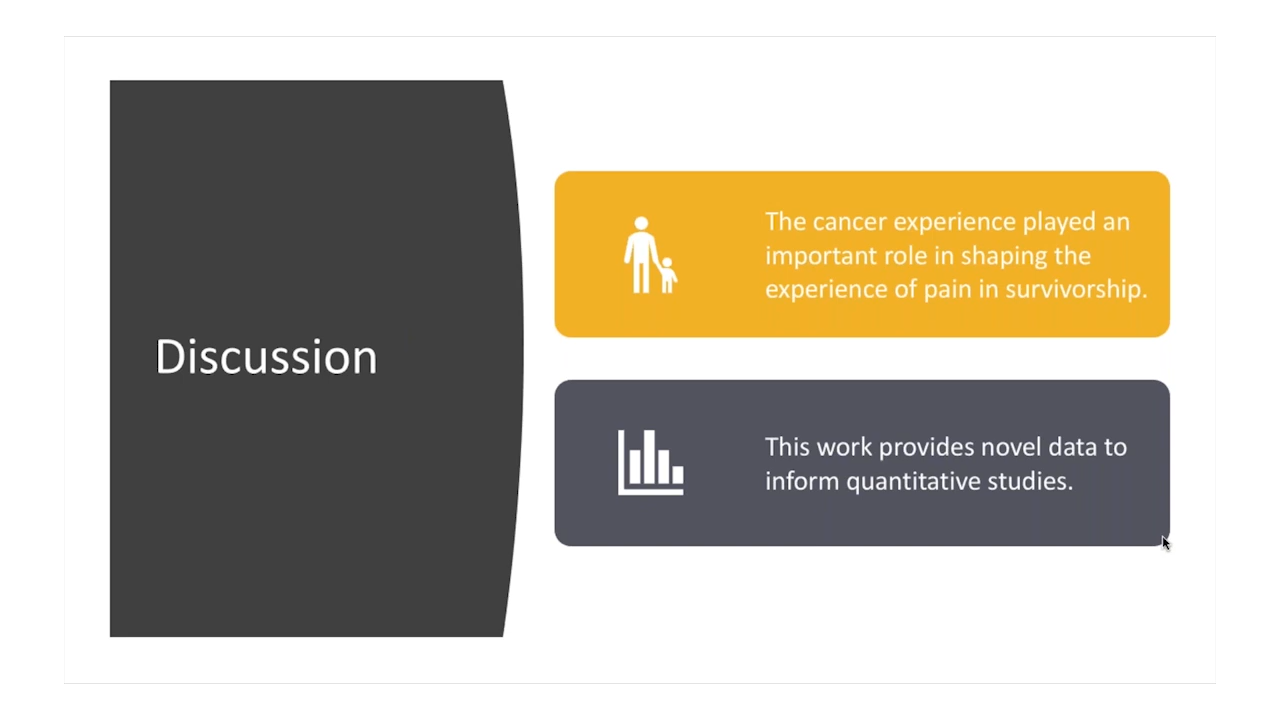 Discussion
The cancer experience played an
important role in shaping the
experience of pain in survivorship.
This work provides novel data to
inform quantitative studies.